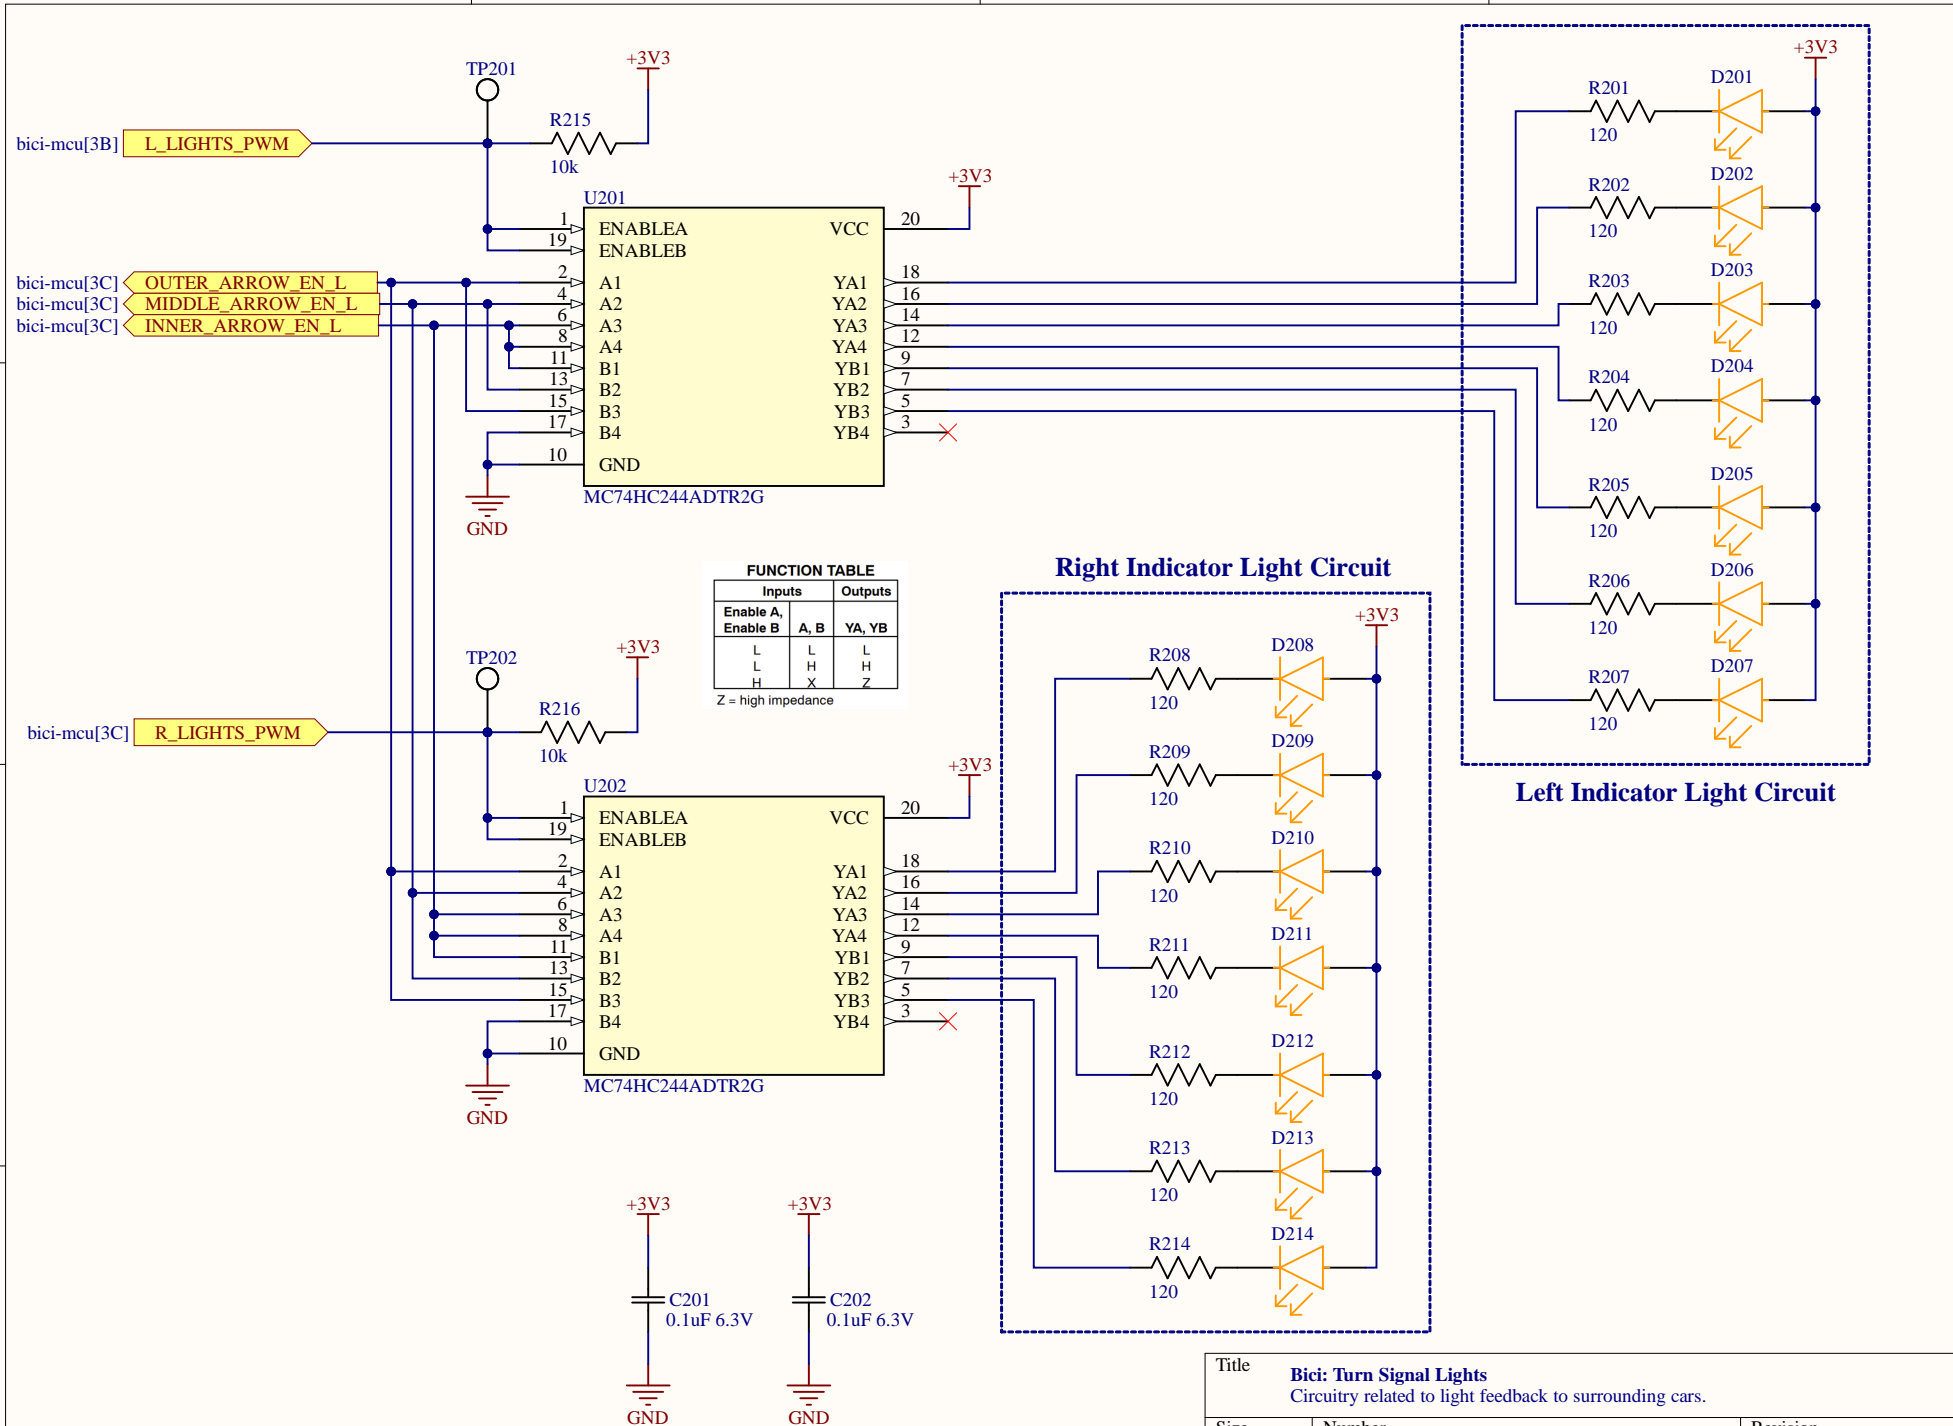 +3V3
TP201
R215
10k
bici-mcu[3B] L_LIGHTS_PWM
+3V3
U201
1 ENABLEA VCC 20
19 ENABLEB
bici-mcu[3C] OUTER_ARROW_EN_L
bici-mcu[3C] MIDDLE_ARROW_EN_L
bici-mcu[3C] INNER_ARROW_EN_L
2 A1 YA1 18
4 A2 YA2 16
6 A3 YA3 14
8 A4 YA4 12
11 B1 YB1 9
13 B2 YB2 7
15 B3 YB3 5
17 B4 YB4 3
10 GND
MC74HC244ADTR2G
GND
+3V3
R201 D201
120
R202 D202
120
R203 D203
120
R204 D204
120
R205 D205
120
R206 D206
120
R207 D207
120
Left Indicator Light Circuit
FUNCTION TABLE
Inputs Outputs
Enable A,
Enable B A, B YA, YB
L L L
L H H
H X Z
Z = high impedance
Right Indicator Light Circuit
+3V3
TP202
R216
10k
bici-mcu[3C] R_LIGHTS_PWM
+3V3
U202
1 ENABLEA VCC 20
19 ENABLEB
2 A1 YA1 18
4 A2 YA2 16
6 A3 YA3 14
8 A4 YA4 12
11 B1 YB1 9
13 B2 YB2 7
15 B3 YB3 5
17 B4 YB4 3
10 GND
MC74HC244ADTR2G
GND
+3V3
R208 D208
120
R209 D209
120
R210 D210
120
R211 D211
120
R212 D212
120
R213 D213
120
R214 D214
120
+3V3 +3V3
C201 C202
0.1uF 6.3V 0.1uF 6.3V
GND GND
Title Bici: Turn Signal Lights
Circuitry related to light feedback to surrounding cars.
Size Number Revision